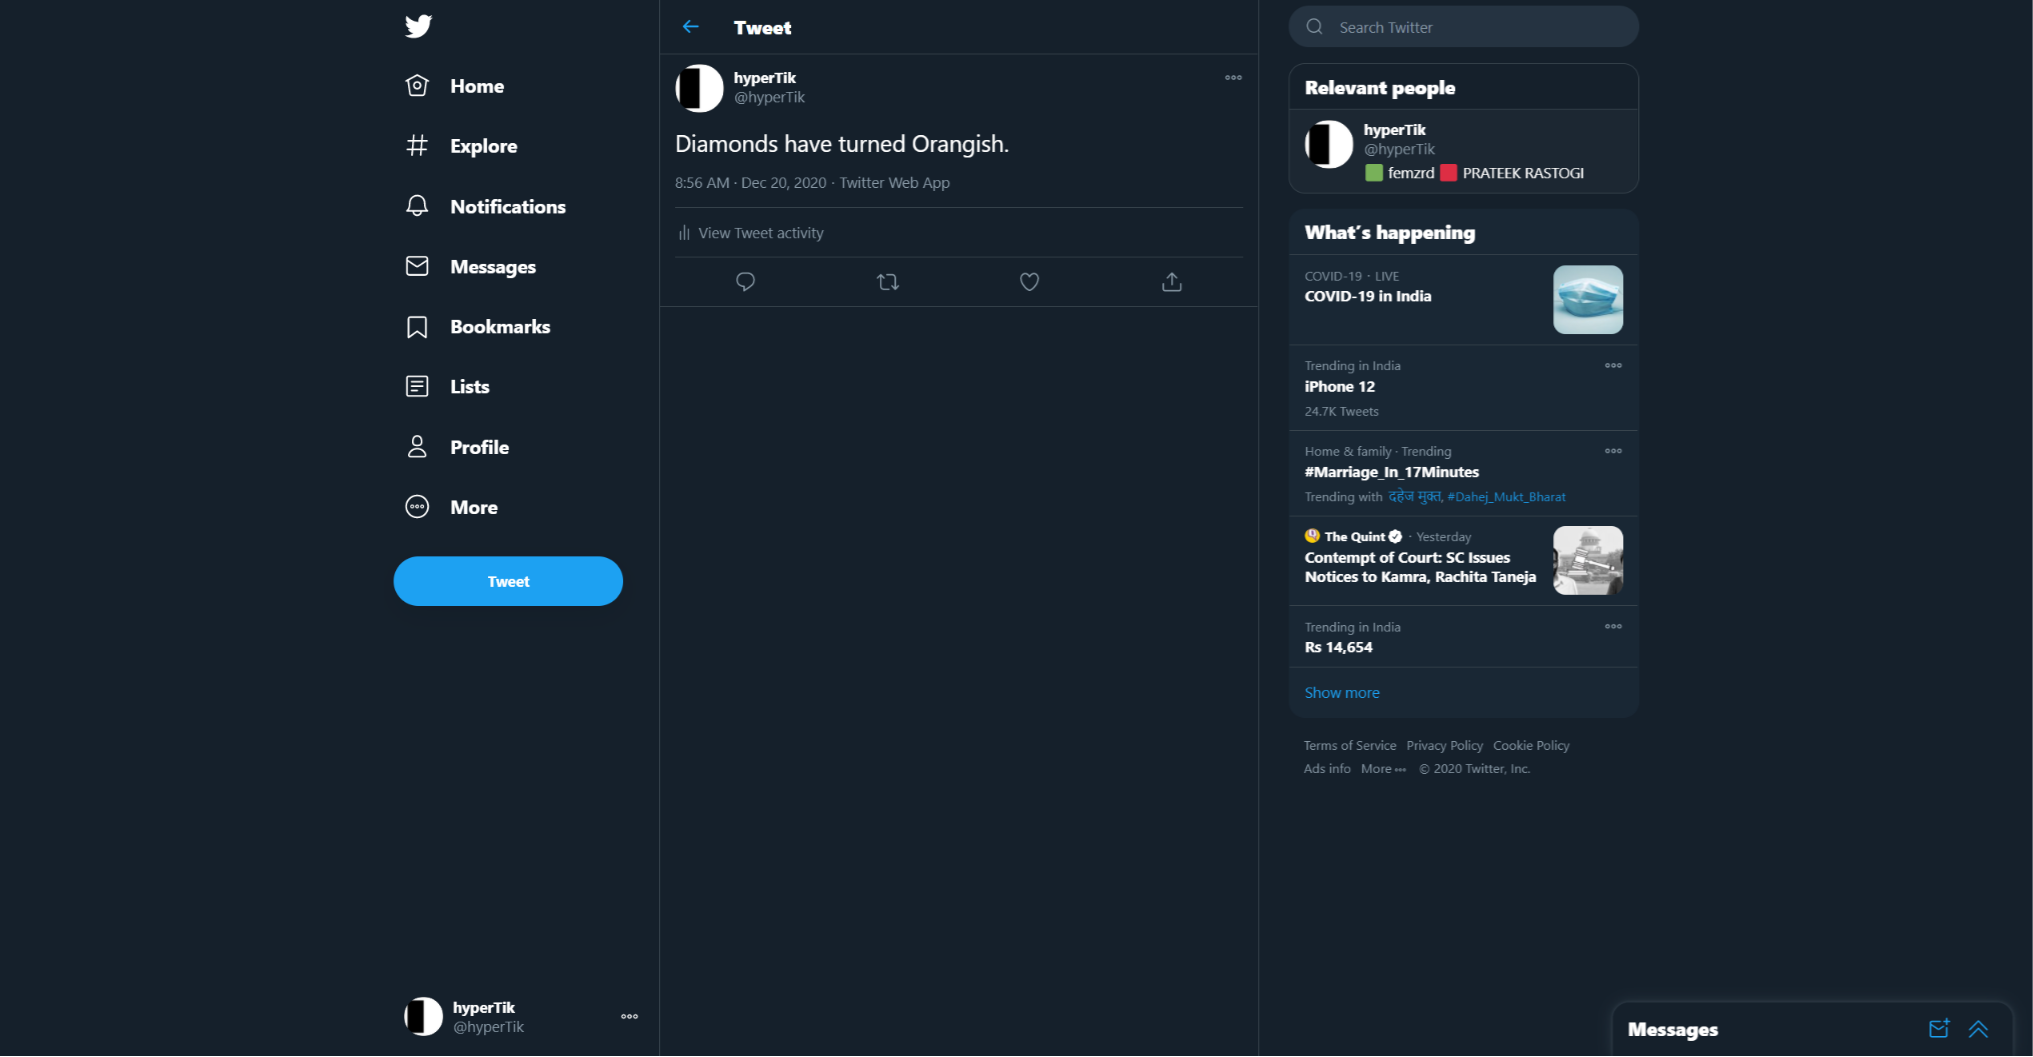 Home
Explore
Notifications
Messages
Bookmarks
Lists
Profile
More
Tweet
hyperTik
@hyperTik
Tweet
hyperTik
@hyperTik
Diamonds have turned Orangish.
8:56 AM · Dec 20, 2020 · Twitter Web App
View Tweet activity
Search Twitter
Relevant people
hyperTik
@hyperTik
🟩 femzrd 🟥 PRATEEK RASTOGI
What's happening
COVID-19 · LIVE
COVID-19 in India
Trending in India
iPhone 12
24.7K Tweets
Home & family · Trending
#Marriage_In_17Minutes
Trending with दहेज मुक्त, #Dahej_Mukt_Bharat
The Quint · Yesterday
Contempt of Court: SC Issues
Notices to Kamra, Rachita Taneja
Trending in India
Rs 14,654
Show more
Terms of Service Privacy Policy Cookie Policy
Ads info More ··· © 2020 Twitter, Inc.
Messages